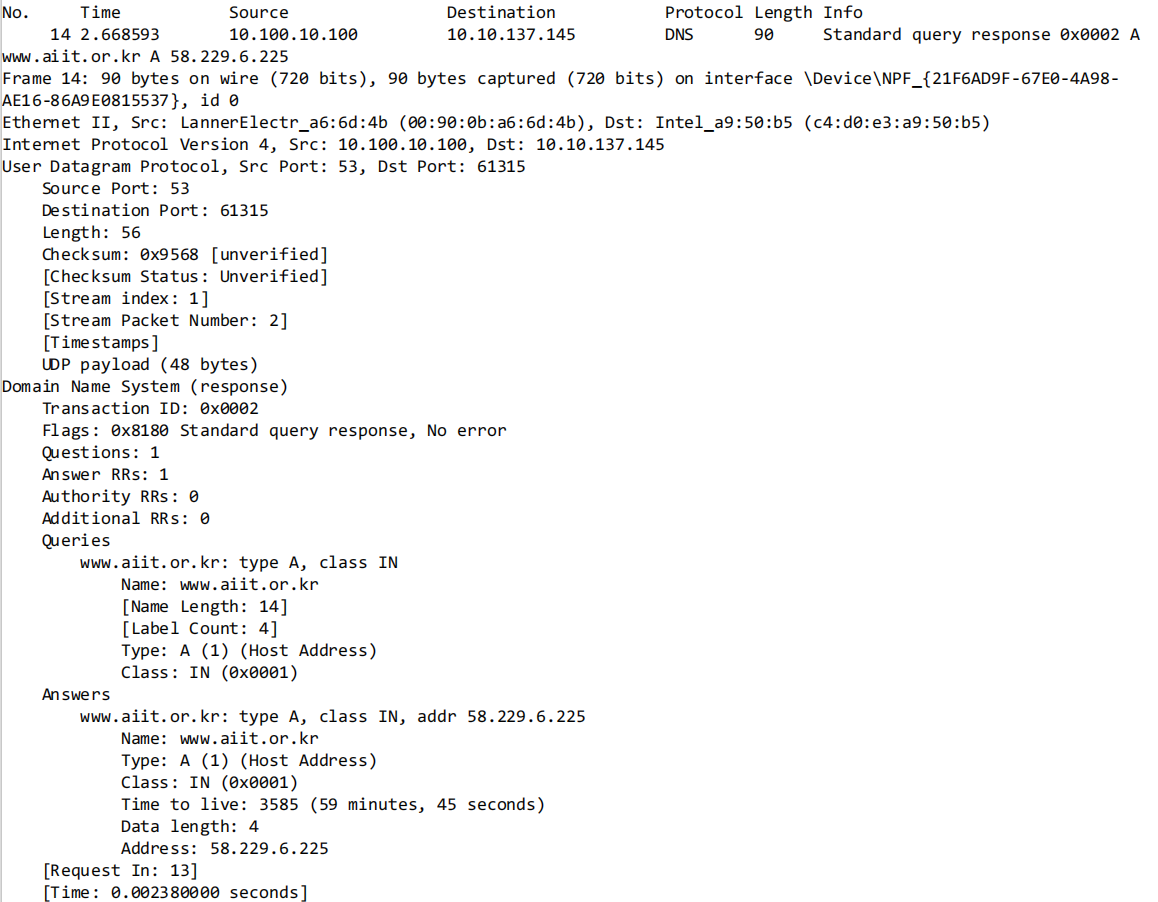 No. Time Source Destination Protocol Length Info
14 2.668593 10.100.10.100 10.10.137.145 DNS 90 Standard query response 0x0002 A
www.aiit.or.kr A 58.229.6.225
Frame 14: 90 bytes on wire (720 bits), 90 bytes captured (720 bits) on interface \Device\NPF_{21F6AD9F-67E0-4A98-
AE16-86A9E0815537}, id 0
Ethernet II, Src: LannerElectr_a6:6d:4b (00:90:0b:a6:6d:4b), Dst: Intel_a9:50:b5 (c4:d0:e3:a9:50:b5)
Internet Protocol Version 4, Src: 10.100.10.100, Dst: 10.10.137.145
User Datagram Protocol, Src Port: 53, Dst Port: 61315
Source Port: 53
Destination Port: 61315
Length: 56
Checksum: 0x9568 [unverified]
[Checksum Status: Unverified]
[Stream index: 1]
[Stream Packet Number: 2]
[Timestamps]
UDP payload (48 bytes)
Domain Name System (response)
Transaction ID: 0x0002
Flags: 0x8180 Standard query response, No error
Questions: 1
Answer RRs: 1
Authority RRs: 0
Additional RRs: 0
Queries
www.aiit.or.kr: type A, class IN
Name: www.aiit.or.kr
[Name Length: 14]
[Label Count: 4]
Type: A (1) (Host Address)
Class: IN (0x0001)
Answers
www.aiit.or.kr: type A, class IN, addr 58.229.6.225
Name: www.aiit.or.kr
Type: A (1) (Host Address)
Class: IN (0x0001)
Time to live: 3585 (59 minutes, 45 seconds)
Data length: 4
Address: 58.229.6.225
[Request In: 13]
[Time: 0.002380000 seconds]